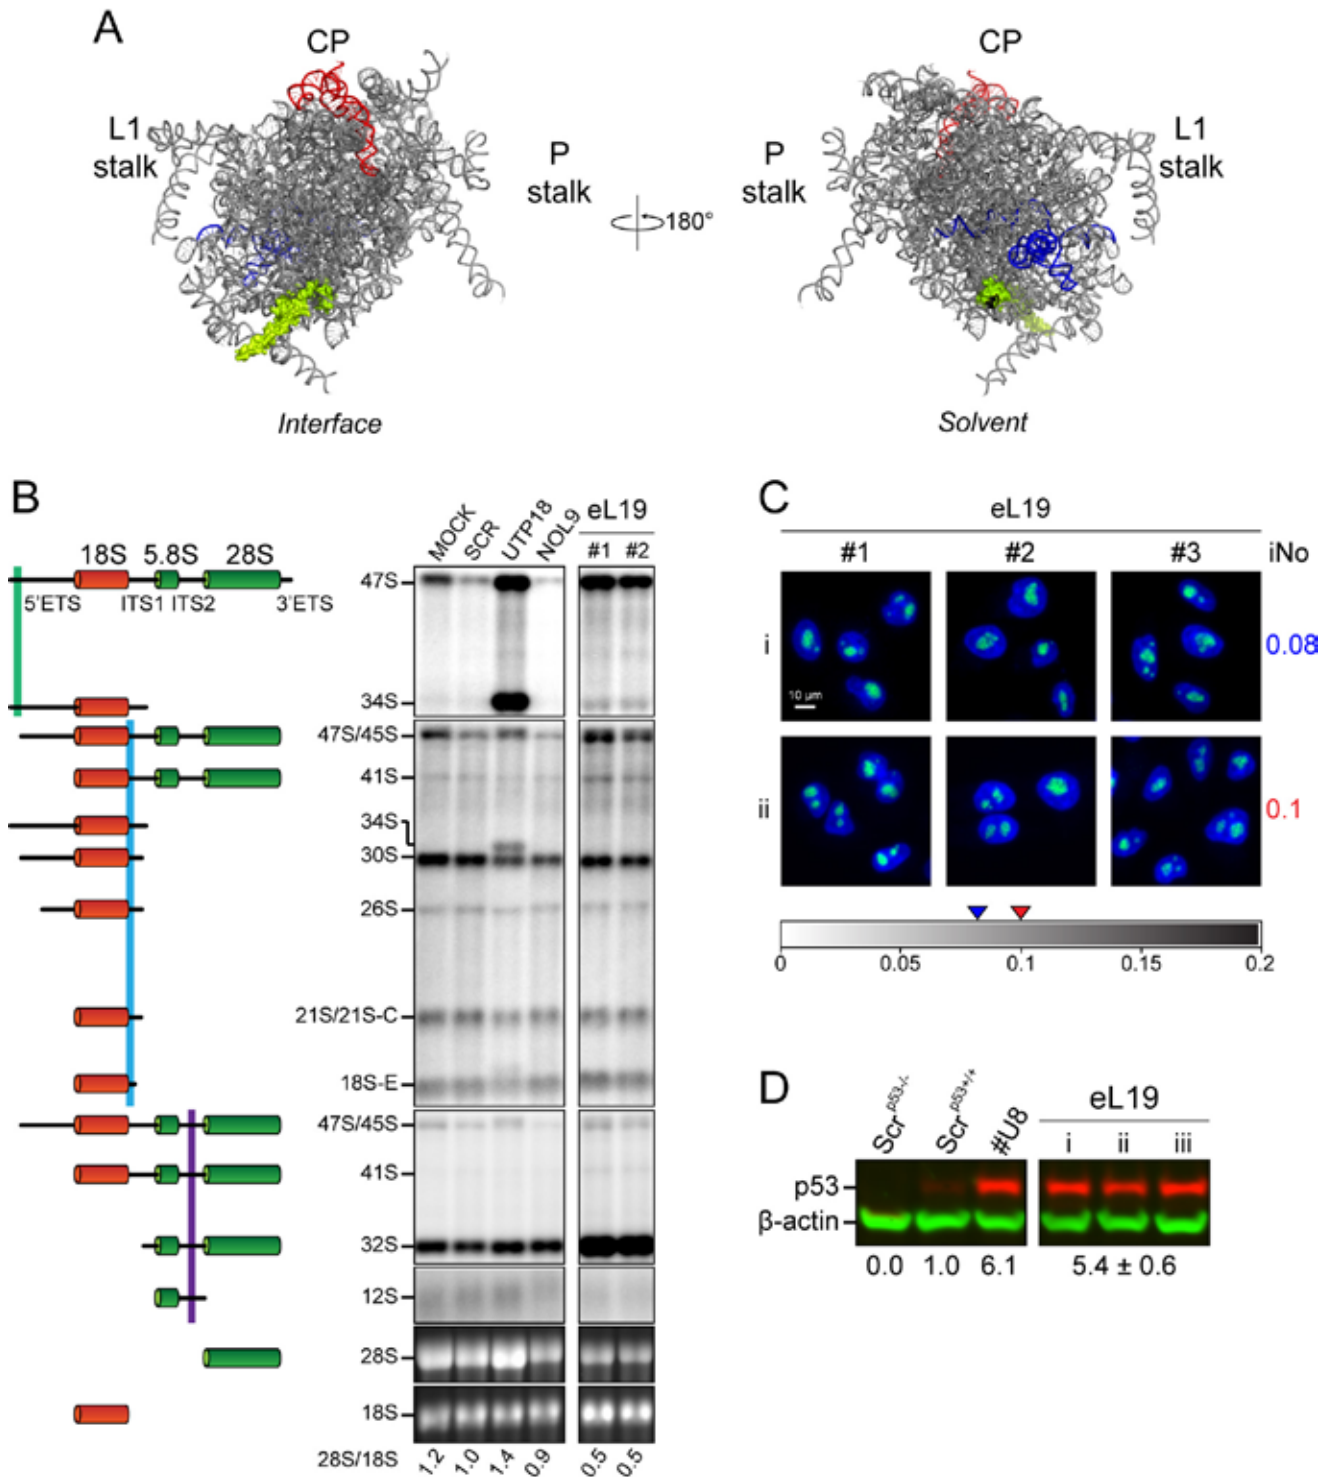 A
CP
L1
stalk
P
stalk
180°
CP
P
stalk
L1
stalk
Interface
Solvent
B
18S 5.8S 28S
5'ETS ITS1 ITS2 3'ETS
MOCK SCR UTP18 NOL9
eL19
#1 #2
47S
34S
47S/45S
41S
34S
30S
26S
21S/21S-C
18S-E
47S/45S
41S
32S
12S
28S
18S
28S/18S 1.2 1.0 1.4 0.9 0.5 0.5
C
eL19
#1 #2 #3 iNo
i 0.08
10 µm
ii 0.1
0 0.05 0.1 0.15 0.2
D
Scr p53-/- Scr p53+/+ #U8
eL19
i ii iii
p53
β-actin
0.0 1.0 6.1 5.4 ± 0.6